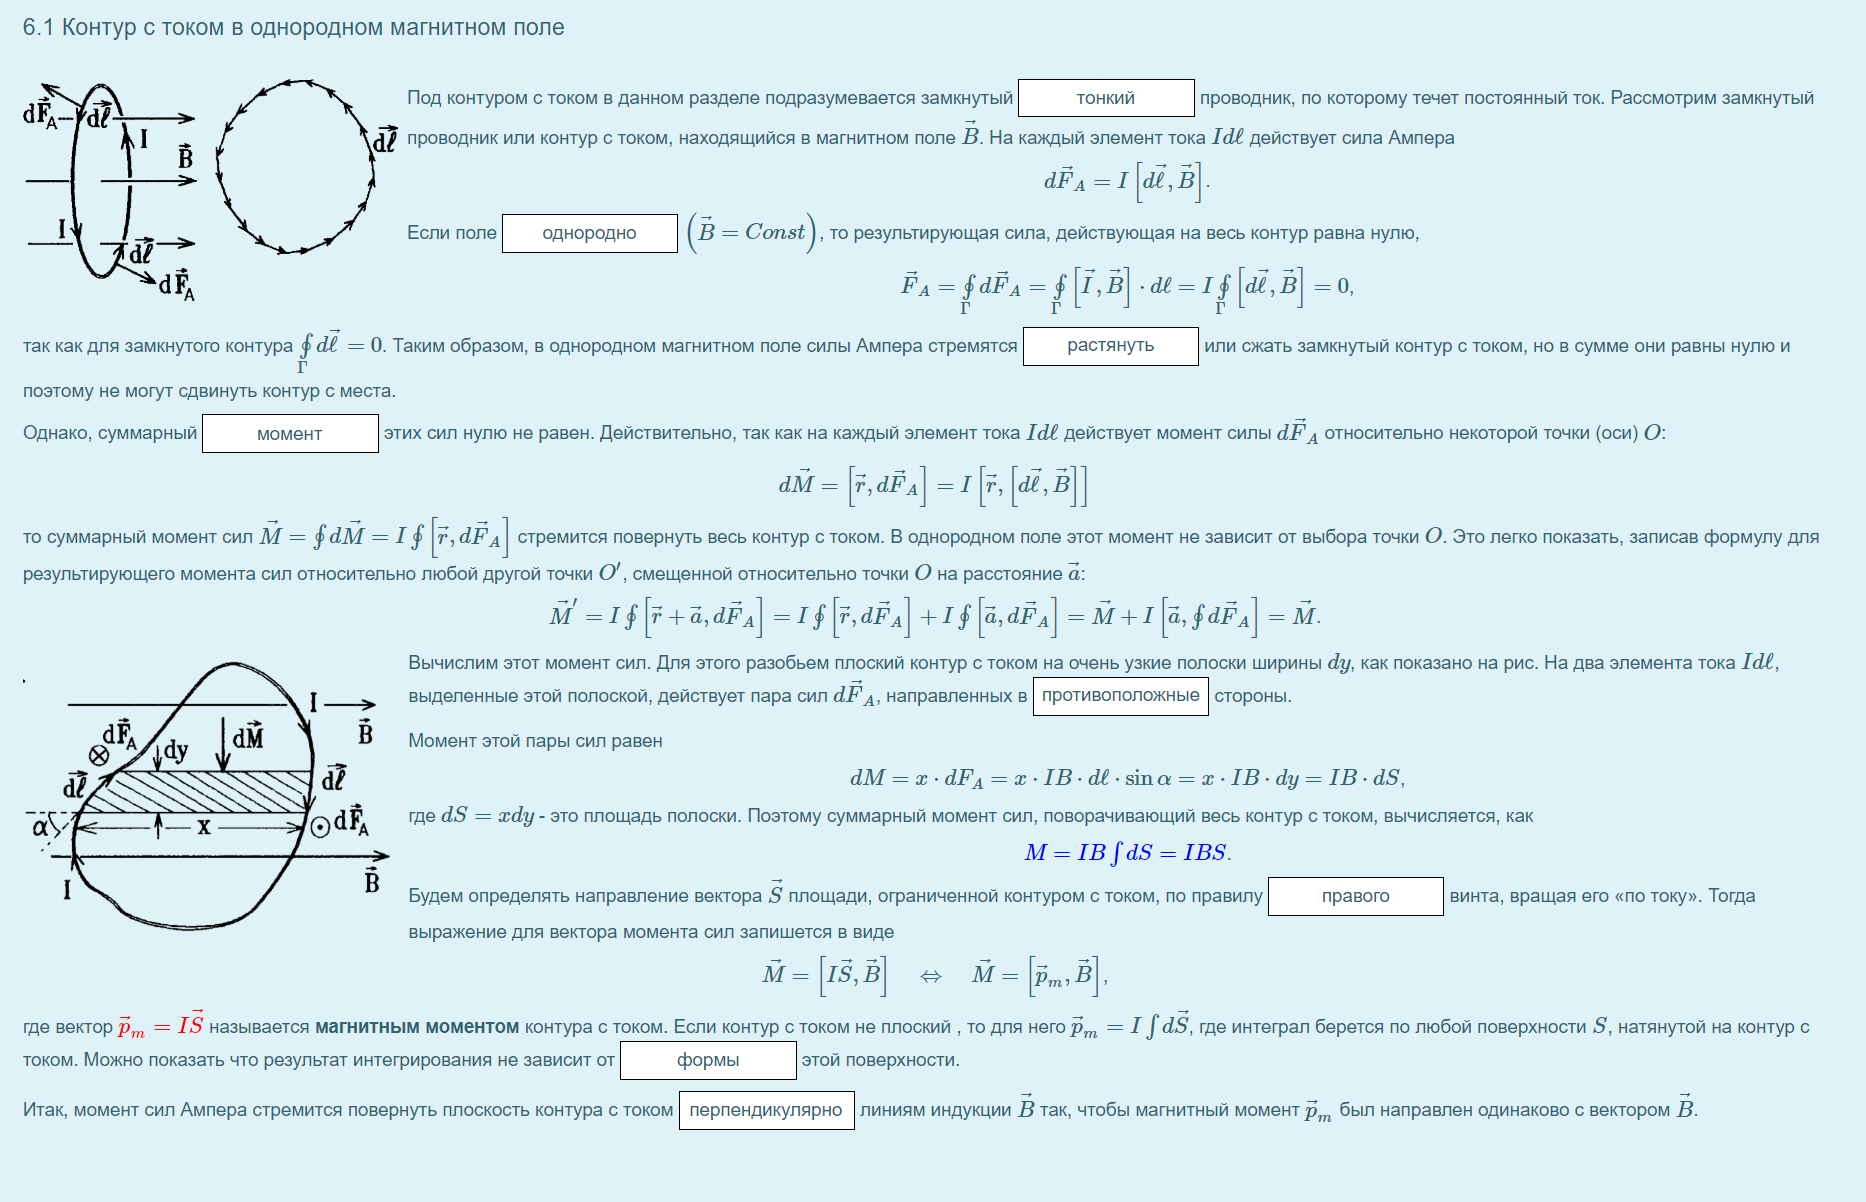 6.1 Контур с током в однородном магнитном поле
Под контуром с током в данном разделе подразумевается замкнутый тонкий проводник, по которому течет постоянный ток. Рассмотрим замкнутый
проводник или контур с током, находящийся в магнитном поле $\vec{B}$. На каждый элемент тока $Id\ell$ действует сила Ампера
$d\vec{F}_A = I\left[d\vec{\ell}, \vec{B}\right]$.
Если поле однородно $\left(\vec{B} = Const\right)$, то результирующая сила, действующая на весь контур равна нулю,
$\vec{F}_A = \oint_Γ d\vec{F}_A = \oint_Γ \left[\vec{I}, \vec{B}\right] \cdot d\ell = I \oint_Γ \left[d\vec{\ell}, \vec{B}\right] = 0$,
так как для замкнутого контура $\oint_Γ d\vec{\ell} = 0$. Таким образом, в однородном магнитном поле силы Ампера стремятся растянуть или сжать замкнутый контур с током, но в сумме они равны нулю и
поэтому не могут сдвинуть контур с места.
Однако, суммарный момент этих сил нулю не равен. Действительно, так как на каждый элемент тока $Id\ell$ действует момент силы $d\vec{F}_A$ относительно некоторой точки (оси) $O$:
$d\vec{M} = \left[\vec{r}, d\vec{F}_A\right] = I\left[\vec{r}, \left[d\vec{\ell}, \vec{B}\right]\right]$
то суммарный момент сил $\vec{M} = \oint d\vec{M} = I \oint \left[\vec{r}, d\vec{F}_A\right]$ стремится повернуть весь контур с током. В однородном поле этот момент не зависит от выбора точки $O$. Это легко показать, записав формулу для
результирующего момента сил относительно любой другой точки $O'$, смещенной относительно точки $O$ на расстояние $\vec{a}$:
$\vec{M}' = I \oint \left[\vec{r} + \vec{a}, d\vec{F}_A\right] = I \oint \left[\vec{r}, d\vec{F}_A\right] + I \oint \left[\vec{a}, d\vec{F}_A\right] = \vec{M} + I\left[\vec{a}, \oint d\vec{F}_A\right] = \vec{M}$.
Вычислим этот момент сил. Для этого разобьем плоский контур с током на очень узкие полоски ширины $dy$, как показано на рис. На два элемента тока $Id\ell$,
выделенные этой полоской, действует пара сил $d\vec{F}_A$, направленных в противоположные стороны.
Момент этой пары сил равен
$dM = x \cdot dF_A = x \cdot IB \cdot d\ell \cdot \sin α = x \cdot IB \cdot dy = IB \cdot dS$,
где $dS = xdy$ - это площадь полоски. Поэтому суммарный момент сил, поворачивающий весь контур с током, вычисляется, как
$M = IB \int dS = IBS$.
Будем определять направление вектора $\vec{S}$ площади, ограниченной контуром с током, по правилу правого винта, вращая его «по току». Тогда
выражение для вектора момента сил запишется в виде
$\vec{M} = \left[I\vec{S}, \vec{B}\right] \Leftrightarrow \vec{M} = \left[\vec{p}_m, \vec{B}\right]$,
где вектор $\vec{p}_m = I\vec{S}$ называется магнитным моментом контура с током. Если контур с током не плоский , то для него $\vec{p}_m = I \int d\vec{S}$, где интеграл берется по любой поверхности $S$, натянутой на контур с
током. Можно показать что результат интегрирования не зависит от формы этой поверхности.
Итак, момент сил Ампера стремится повернуть плоскость контура с током перпендикулярно линиям индукции $\vec{B}$ так, чтобы магнитный момент $\vec{p}_m$ был направлен одинаково с вектором $\vec{B}$.
$d\vec{F}_A$
$d\vec{\ell}$
I
$\vec{B}$
I
$d\vec{\ell}$
$d\vec{F}_A$
$d\vec{\ell}$
I
$\vec{B}$
$d\vec{F}_A$
dy
$d\vec{M}$
$d\vec{\ell}$
$d\vec{\ell}$
α
x
$d\vec{F}_A$
I
$\vec{B}$